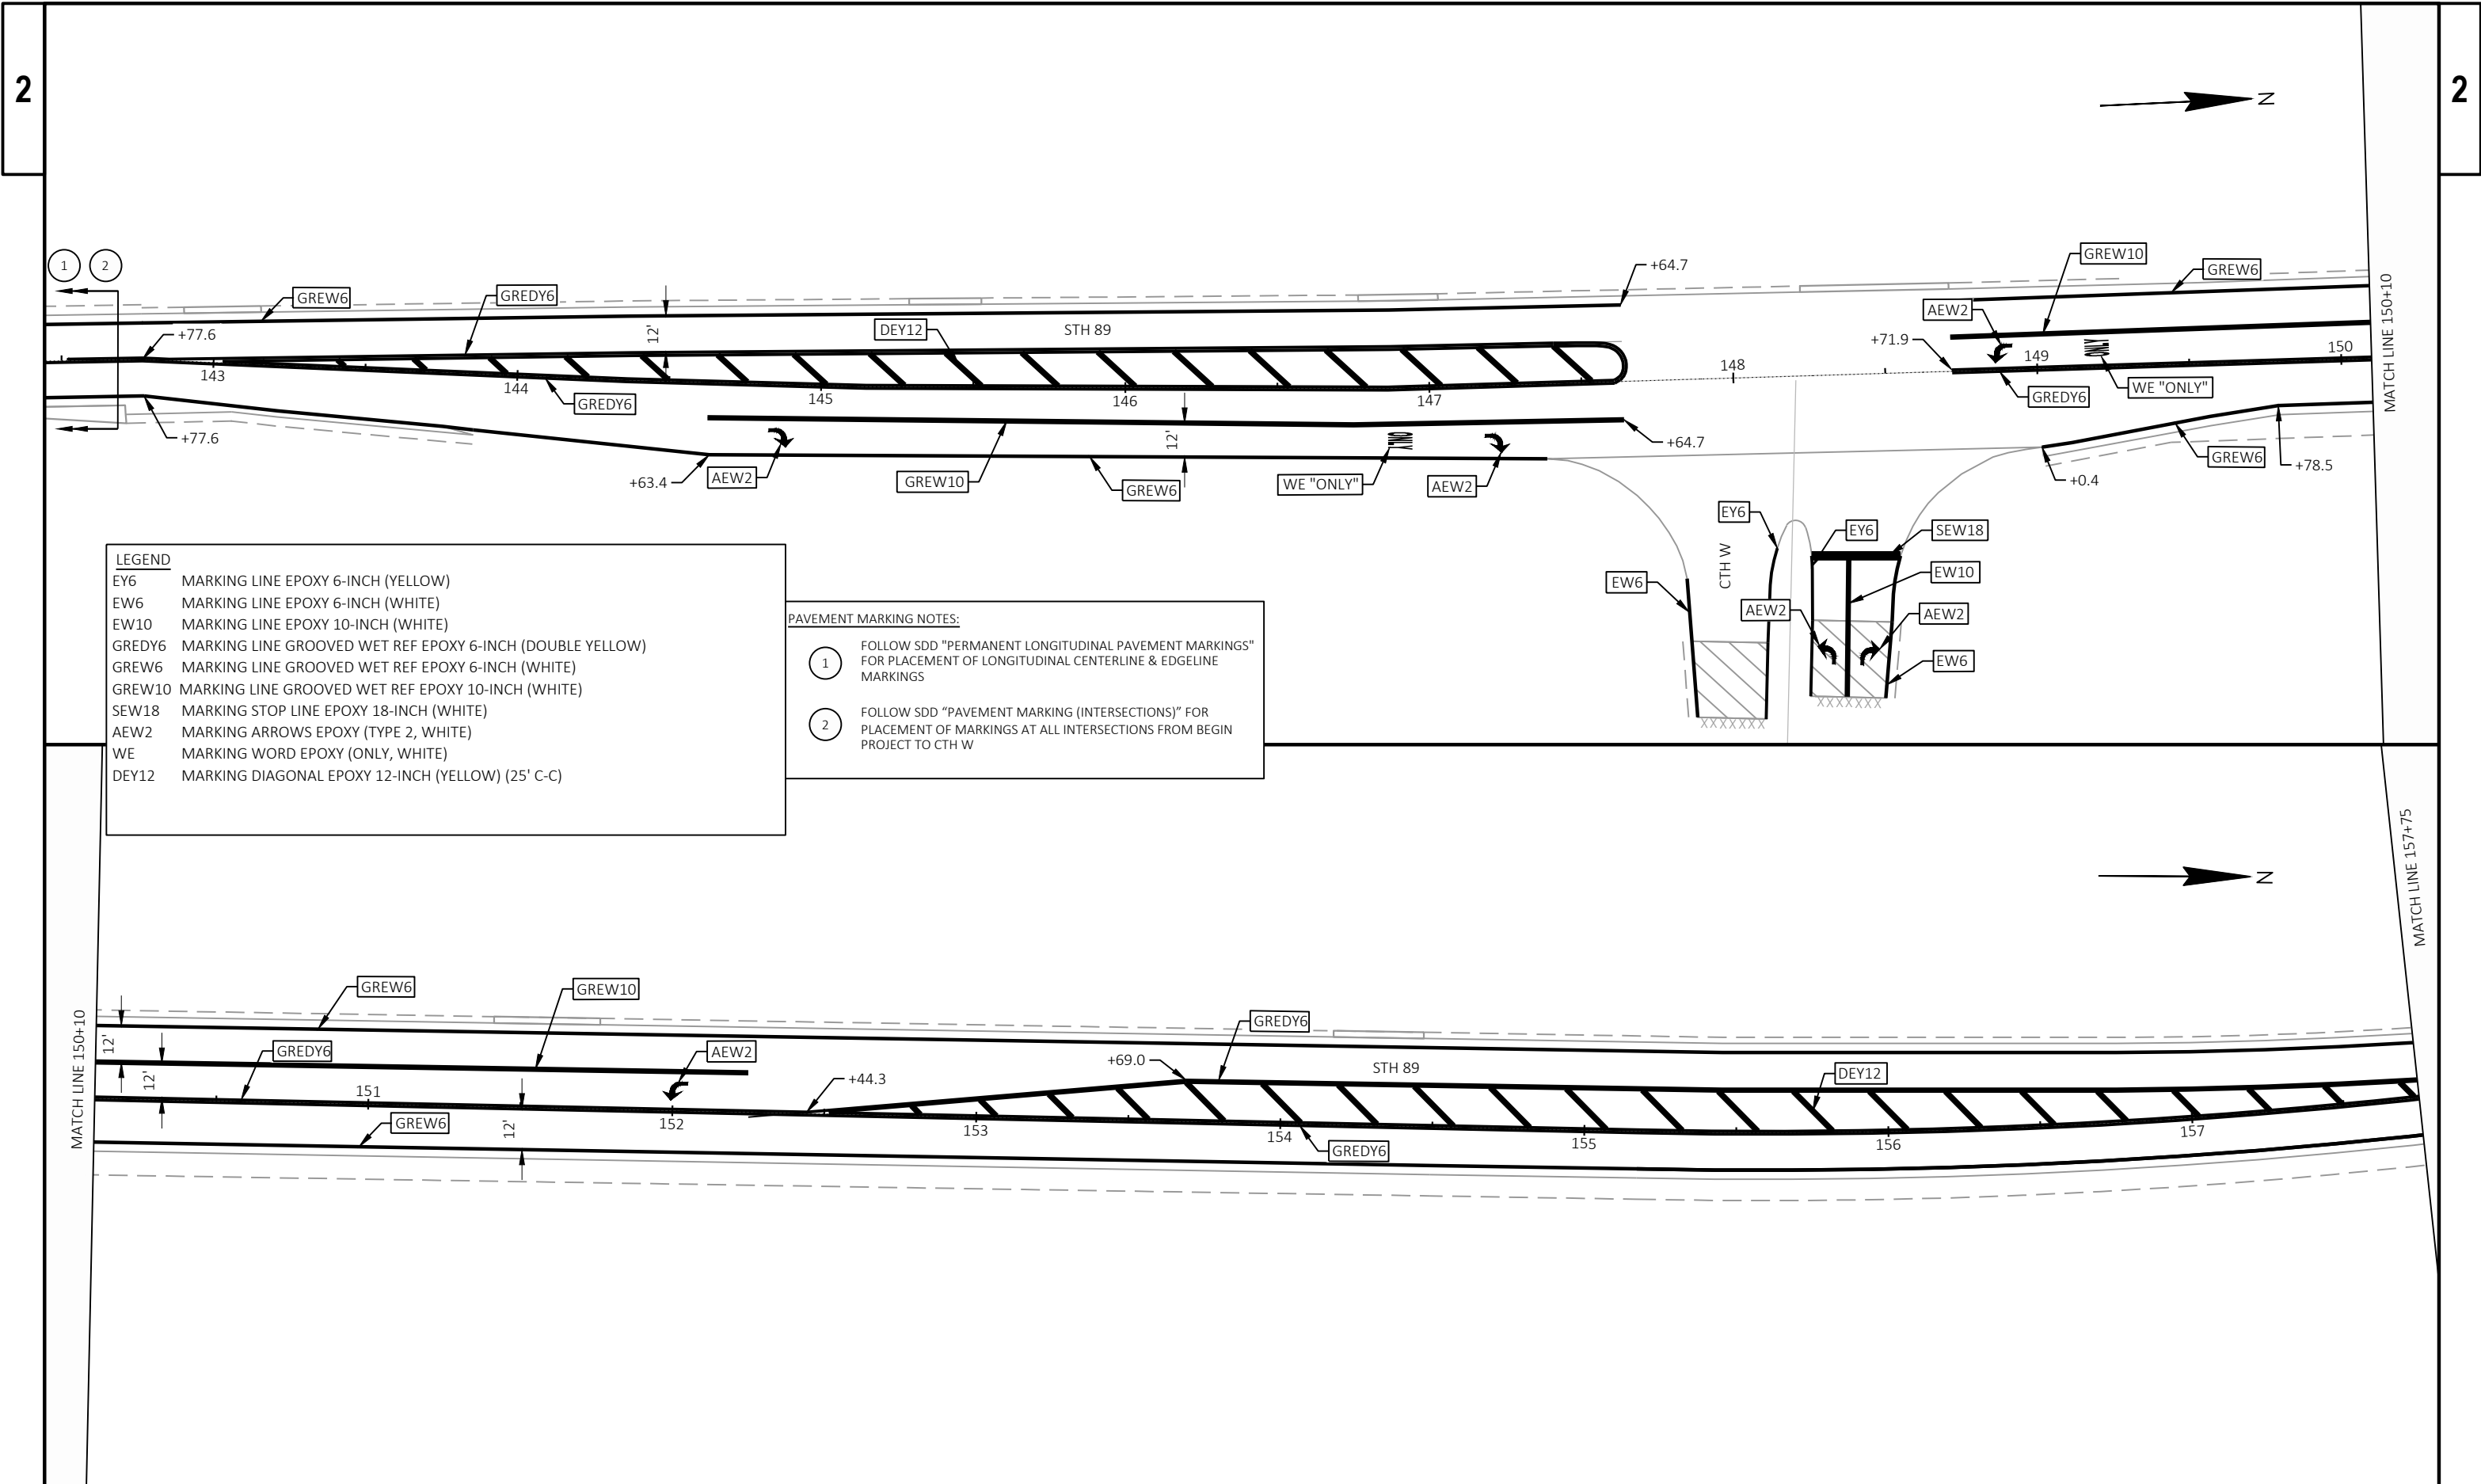 2
2
N
MATCH LINE 150+10
1
2
GREW6
GREDY6
+64.7
GREW10
GREW6
+77.6
12'
DEY12
STH 89
AEW2
+71.9
143
144
145
146
147
148
149
150
GREDY6
WE "ONLY"
GREDY6
ONLY
+77.6
+63.4
AEW2
GREW10
12'
GREW6
WE "ONLY"
ONLY
AEW2
+64.7
GREW6
+78.5
+0.4
EY6
EY6
SEW18
CTH W
EW6
EW10
AEW2
AEW2
EW6
XXXXXXX
XXXXXXX
LEGEND
EY6 MARKING LINE EPOXY 6-INCH (YELLOW)
EW6 MARKING LINE EPOXY 6-INCH (WHITE)
EW10 MARKING LINE EPOXY 10-INCH (WHITE)
GREDY6 MARKING LINE GROOVED WET REF EPOXY 6-INCH (DOUBLE YELLOW)
GREW6 MARKING LINE GROOVED WET REF EPOXY 6-INCH (WHITE)
GREW10 MARKING LINE GROOVED WET REF EPOXY 10-INCH (WHITE)
SEW18 MARKING STOP LINE EPOXY 18-INCH (WHITE)
AEW2 MARKING ARROWS EPOXY (TYPE 2, WHITE)
WE MARKING WORD EPOXY (ONLY, WHITE)
DEY12 MARKING DIAGONAL EPOXY 12-INCH (YELLOW) (25' C-C)
PAVEMENT MARKING NOTES:
1 FOLLOW SDD "PERMANENT LONGITUDINAL PAVEMENT MARKINGS"
FOR PLACEMENT OF LONGITUDINAL CENTERLINE & EDGELINE
MARKINGS
2 FOLLOW SDD “PAVEMENT MARKING (INTERSECTIONS)” FOR
PLACEMENT OF MARKINGS AT ALL INTERSECTIONS FROM BEGIN
PROJECT TO CTH W
MATCH LINE 157+75
N
MATCH LINE 150+10
GREW6
GREW10
12'
12'
GREDY6
AEW2
+44.3
+69.0
GREDY6
STH 89
DEY12
151
152
153
154
155
156
157
GREW6
12'
GREDY6